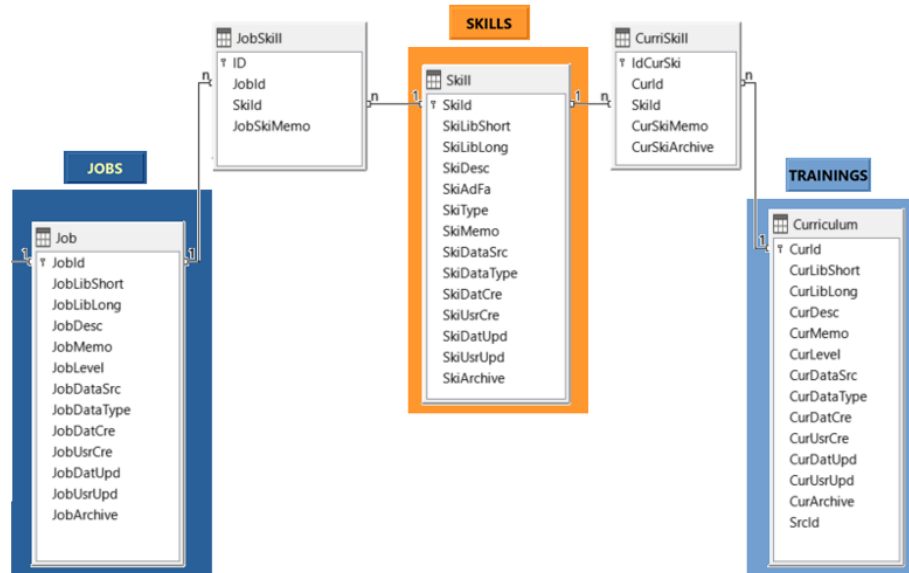 SKILLS
JobSkill
ID
JobId
SkiId
JobSkiMemo
n
n
Skill
SkiId
SkiLibShort
SkiLibLong
SkiDesc
SkiAdFa
SkiType
SkiMemo
SkiDataSrc
SkiDataType
SkiDatCre
SkiUsrCre
SkiDatUpd
SkiUsrUpd
SkiArchive
1
1
CurriSkill
IdCurSki
CurId
SkiId
CurSkiMemo
CurSkiArchive
n
n
JOBS
Job
JobId
JobLibShort
JobLibLong
JobDesc
JobMemo
JobLevel
JobDataSrc
JobDataType
JobDatCre
JobUsrCre
JobDatUpd
JobUsrUpd
JobArchive
1
1
TRAININGS
Curriculum
CurId
CurLibShort
CurLibLong
CurDesc
CurMemo
CurLevel
CurDataSrc
CurDataType
CurDatCre
CurUsrCre
CurDatUpd
CurUsrUpd
CurArchive
SrcId
1